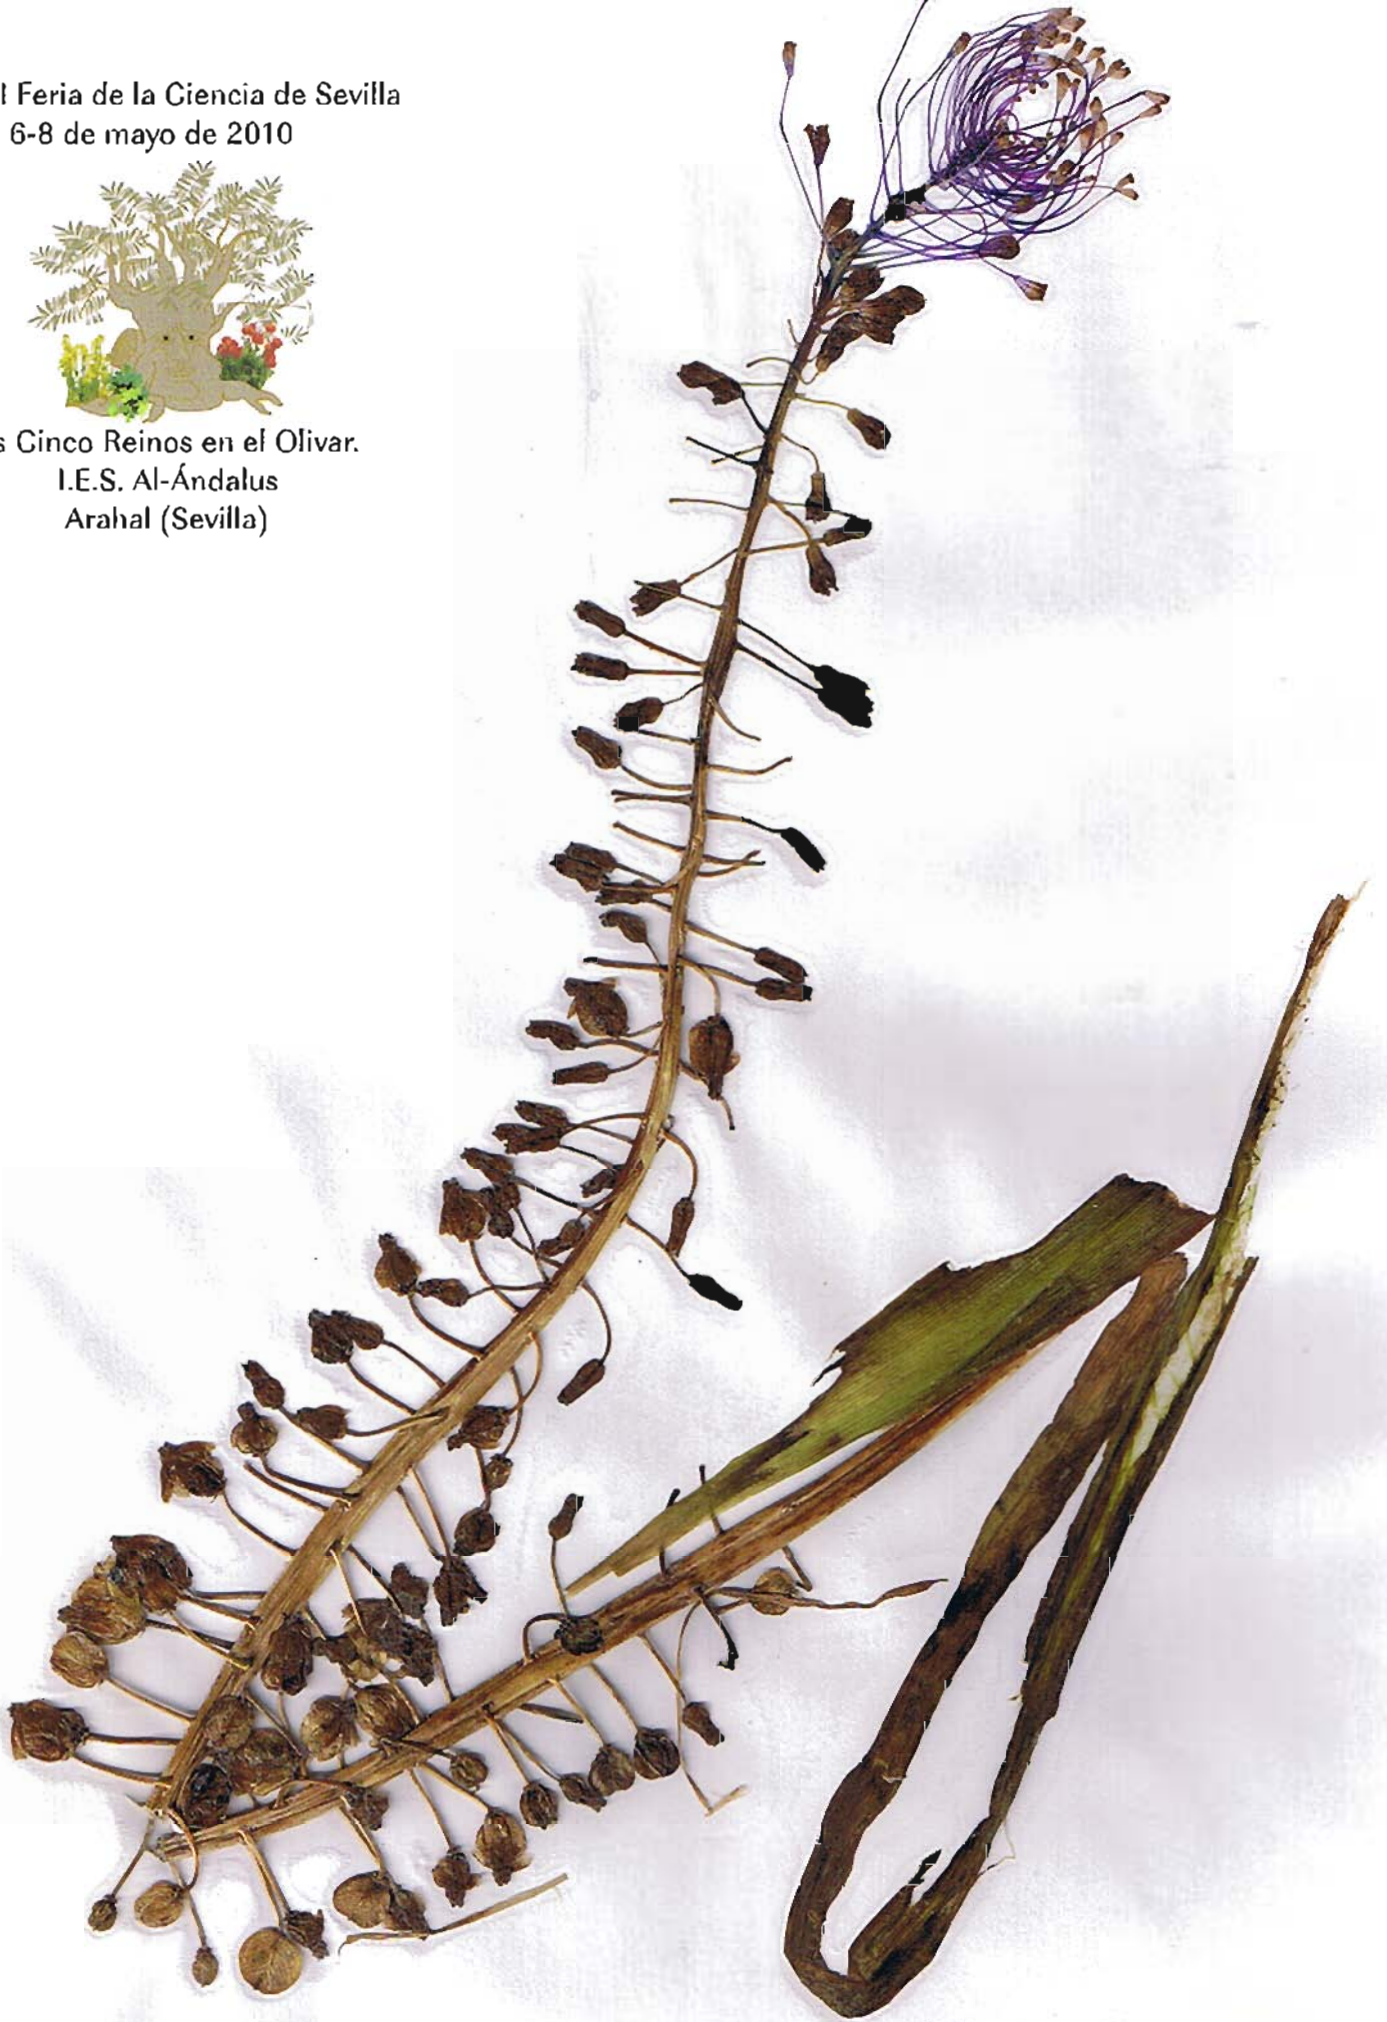 I Feria de la Ciencia de Sevilla
6-8 de mayo de 2010
s Cinco Reinos en el Olivar.
I.E.S. Al-Ándalus
Arahal (Sevilla)